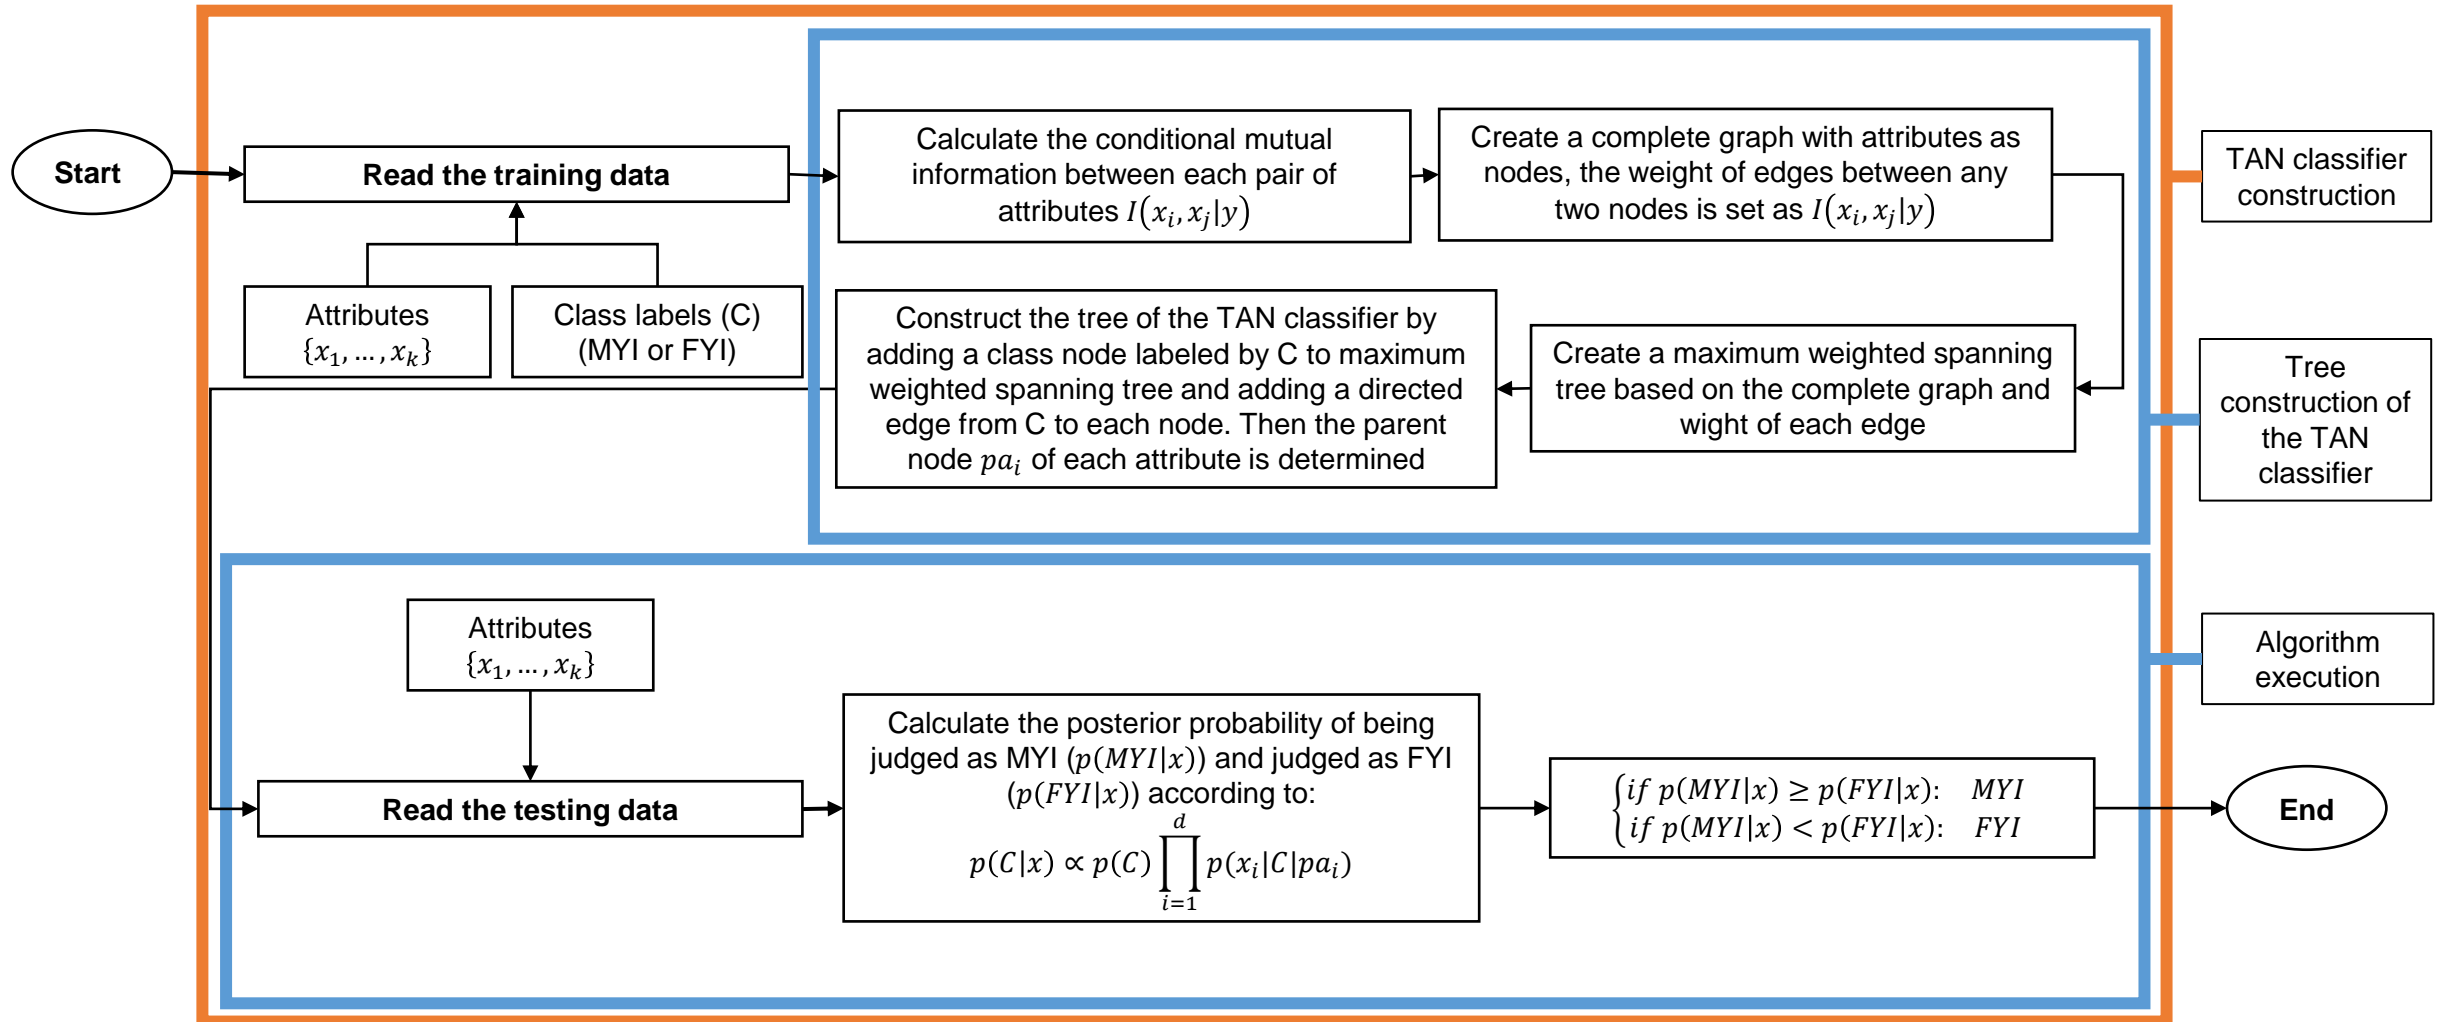 Start
Read the training data
Attributes
{x₁, …, xₖ}
Class labels (C)
(MYI or FYI)
Calculate the conditional mutual
information between each pair of
attributes I(xᵢ, xⱼ|y)
Create a complete graph with attributes as
nodes, the weight of edges between any
two nodes is set as I(xᵢ, xⱼ|y)
Create a maximum weighted spanning
tree based on the complete graph and
wight of each edge
Construct the tree of the TAN classifier by
adding a class node labeled by C to maximum
weighted spanning tree and adding a directed
edge from C to each node. Then the parent
node paᵢ of each attribute is determined
TAN classifier
construction
Tree
construction of
the TAN
classifier
Attributes
{x₁, …, xₖ}
Read the testing data
Calculate the posterior probability of being
judged as MYI (p(MYI|x)) and judged as FYI
(p(FYI|x)) according to:
d
p(C|x) ∝ p(C) ∏ p(xᵢ|C|paᵢ)
i=1
{if p(MYI|x) ≥ p(FYI|x): MYI
if p(MYI|x) < p(FYI|x): FYI
End
Algorithm
execution